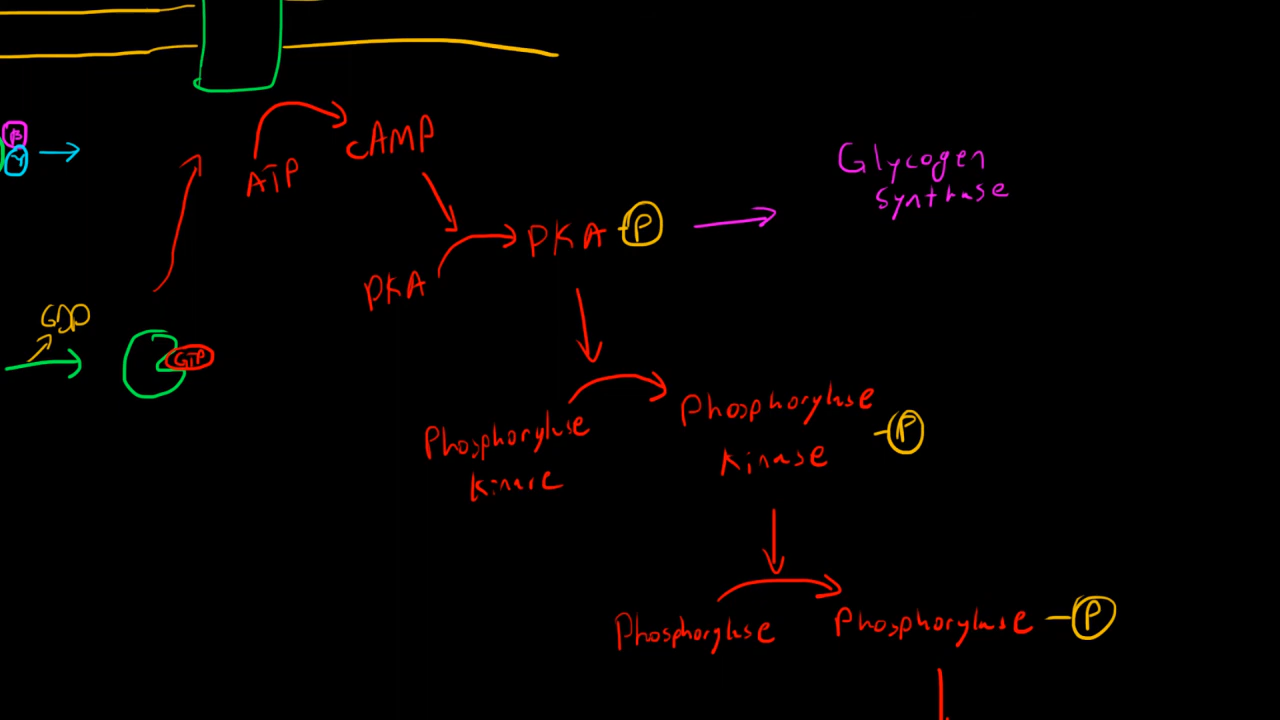 β
γ
ATP
cAMP
Glycogen
synthase
PKA
P
PKA
GDP
GTP
Phosphorylase
kinase
Phosphorylase
kinase
P
Phosphorylase
Phosphorylase
P